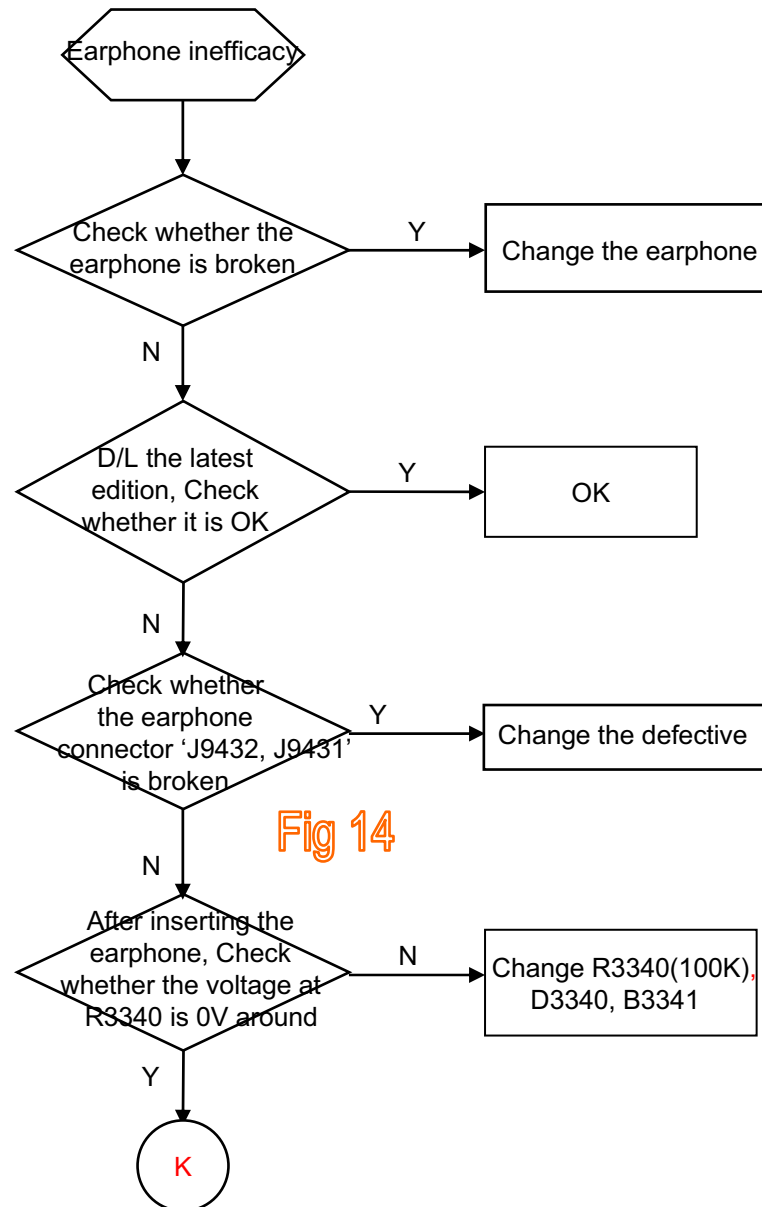 Earphone inefficacy
Check whether the
earphone is broken
Y
Change the earphone
N
D/L the latest
edition, Check
whether it is OK
Y
OK
N
Check whether
the earphone
connector ‘J9432, J9431’
is broken
Y
Change the defective
Fig 14
N
After inserting the
earphone, Check
whether the voltage at
R3340 is 0V around
N
Change R3340(100K),
D3340, B3341
Y
K